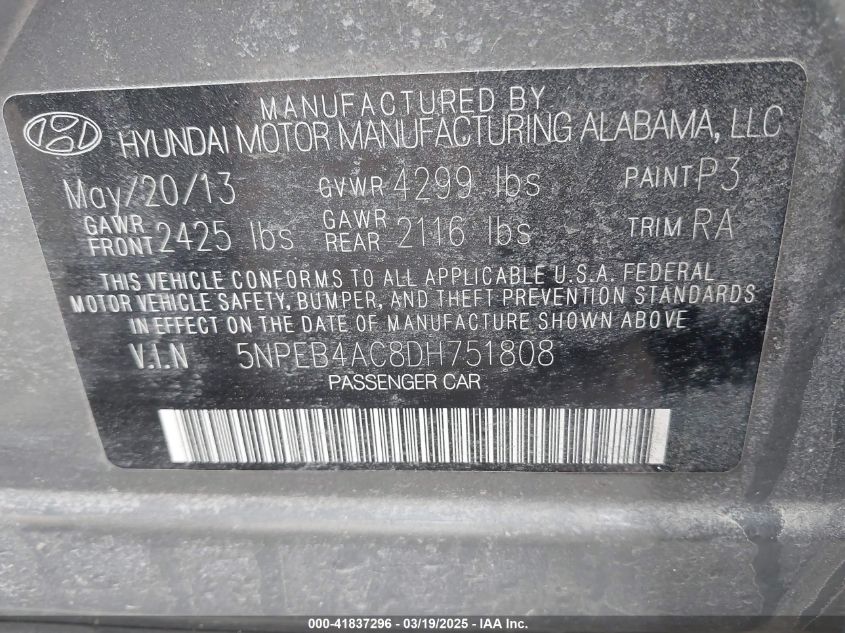 MANUFACTURED BY
HYUNDAI MOTOR MANUFACTURING ALABAMA, LLC
May/20/13 GVWR 4299 lbs PAINT P3
GAWR FRONT 2425 lbs GAWR REAR 2116 lbs TRIM RA
THIS VEHICLE CONFORMS TO ALL APPLICABLE U.S.A. FEDERAL
MOTOR VEHICLE SAFETY, BUMPER, AND THEFT PREVENTION STANDARDS
IN EFFECT ON THE DATE OF MANUFACTURE SHOWN ABOVE
V.I.N 5NPEB4AC8DH751808
PASSENGER CAR
000-41837296 - 03/19/2025 - IAA Inc.